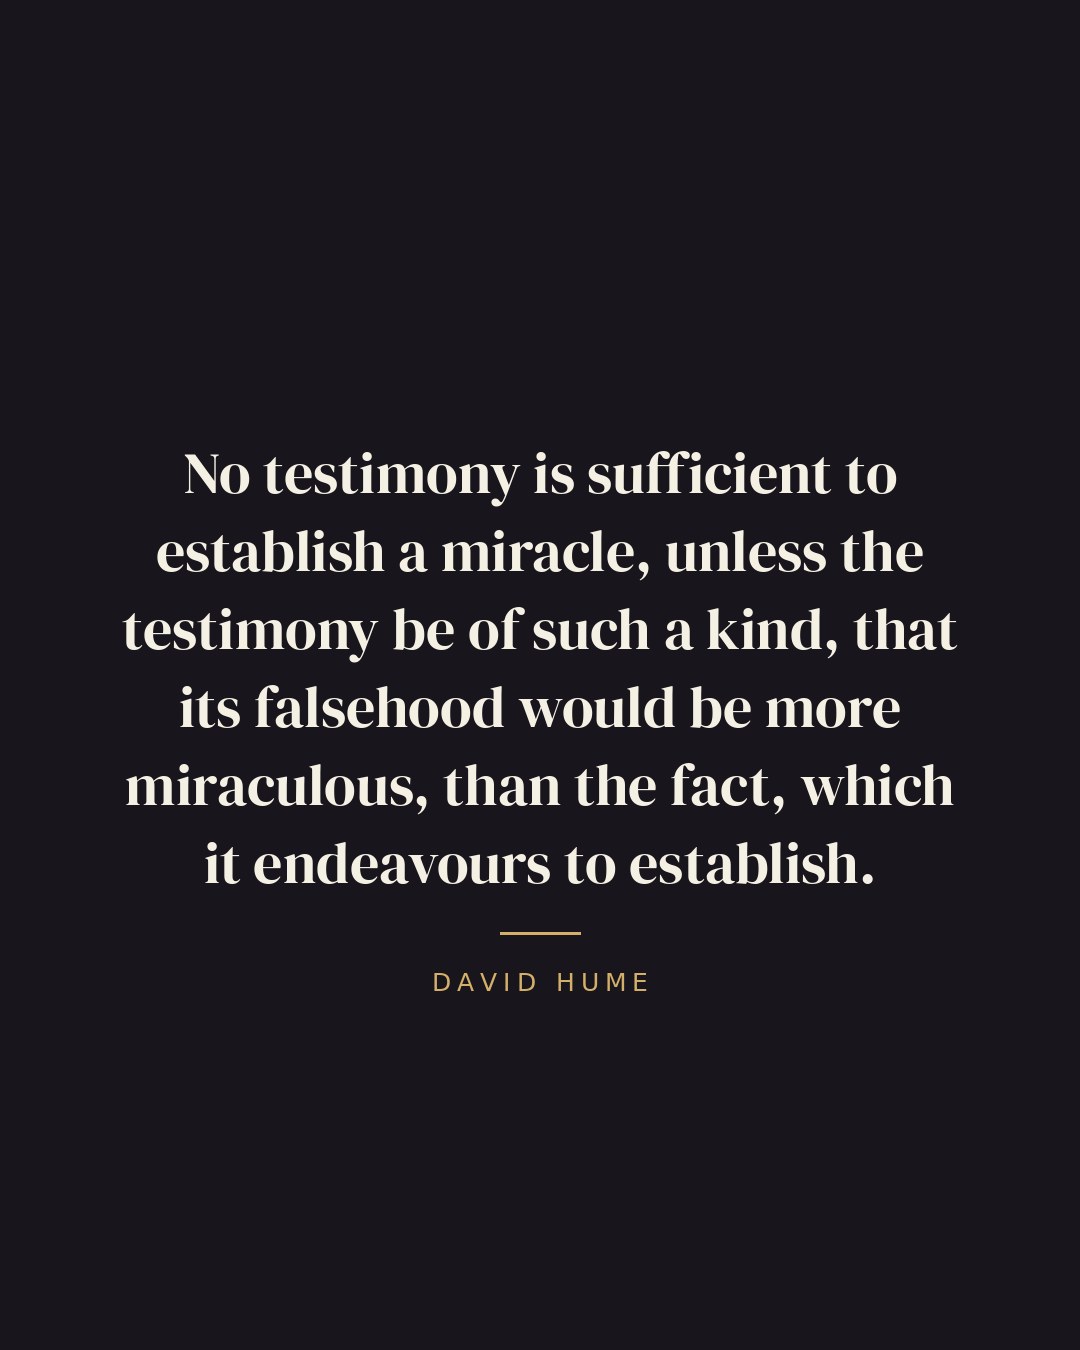 No testimony is sufficient to
establish a miracle, unless the
testimony be of such a kind, that
its falsehood would be more
miraculous, than the fact, which
it endeavours to establish.
DAVID HUME